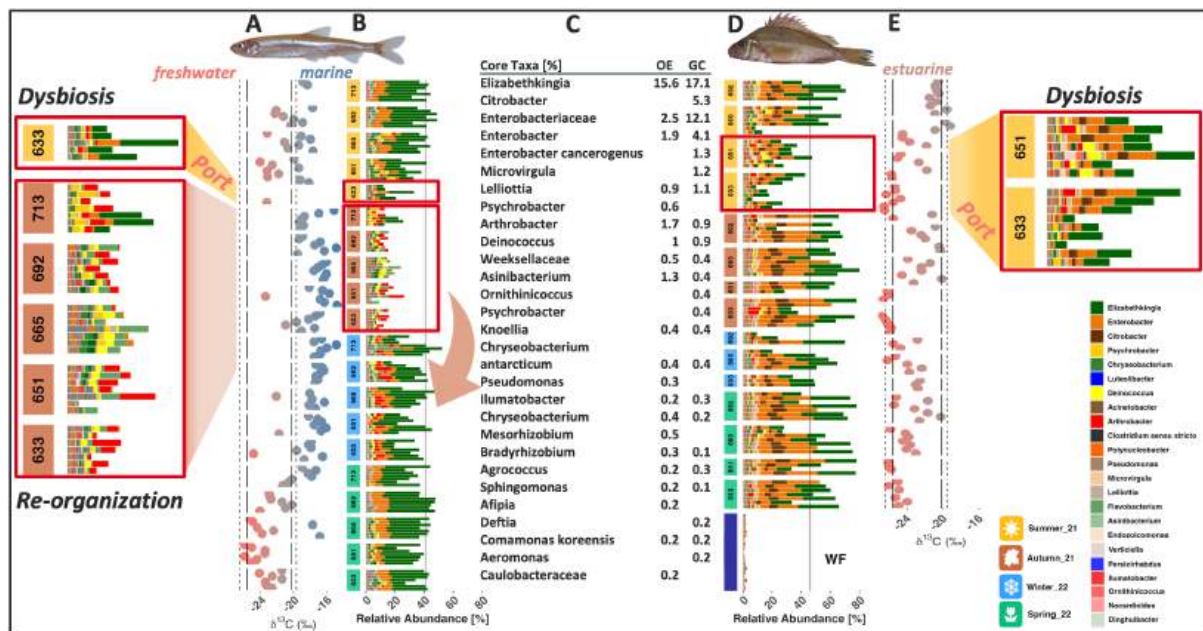 A
B
C
D
E
freshwater
marine
estuarine
Dysbiosis
633
Port
713
692
665
651
633
Re-organization
Core Taxa [%] OE GC
Elizabethkingia 15.6 17.1
Citrobacter 5.3
Enterobacteriaceae 2.5 12.1
Enterobacter 1.9 4.1
Enterobacter cancerogenus 1.3
Microvirgula 1.2
Lelliottia 0.9 1.1
Psychrobacter 0.6
Arthrobacter 1.7 0.9
Deinococcus 1 0.9
Weeksellaceae 0.5 0.4
Asinibacterium 1.3 0.4
Ornithinicoccus 0.4
Psychrobacter 0.4
Knoellia 0.4 0.4
Chryseobacterium
antarcticum 0.4 0.4
Pseudomonas 0.3
Ilumatobacter 0.2 0.3
Chryseobacterium 0.4 0.2
Mesorhizobium 0.5
Bradyrhizobium 0.3 0.1
Agrococcus 0.2 0.3
Sphingomonas 0.2 0.1
Afipia 0.2
Deftia 0.2
Comamonas koreensis 0.2 0.2
Aeromonas 0.2
Caulobacteraceae 0.2
-24 -20 -16
δ¹³C (‰)
0 20 40 60 80
Relative Abundance [%]
WF
0 20 40 60 80
Relative Abundance [%]
-24 -20 -16
δ¹³C (‰)
Dysbiosis
651
633
Port
Elizabethkingia
Enterobacter
Citrobacter
Psychrobacter
Chryseobacterium
Luteolibacter
Deinococcus
Acinetobacter
Arthrobacter
Clostridium sensu stricto
Polynucleobacter
Pseudomonas
Microvirgula
Lelliottia
Flavobacterium
Asinibacterium
Endozoicomonas
Persicirhabdus
Ilumatobacter
Ornithinicoccus
Nocardioides
Dinghuibacter
Summer_21
Autumn_21
Winter_22
Spring_22